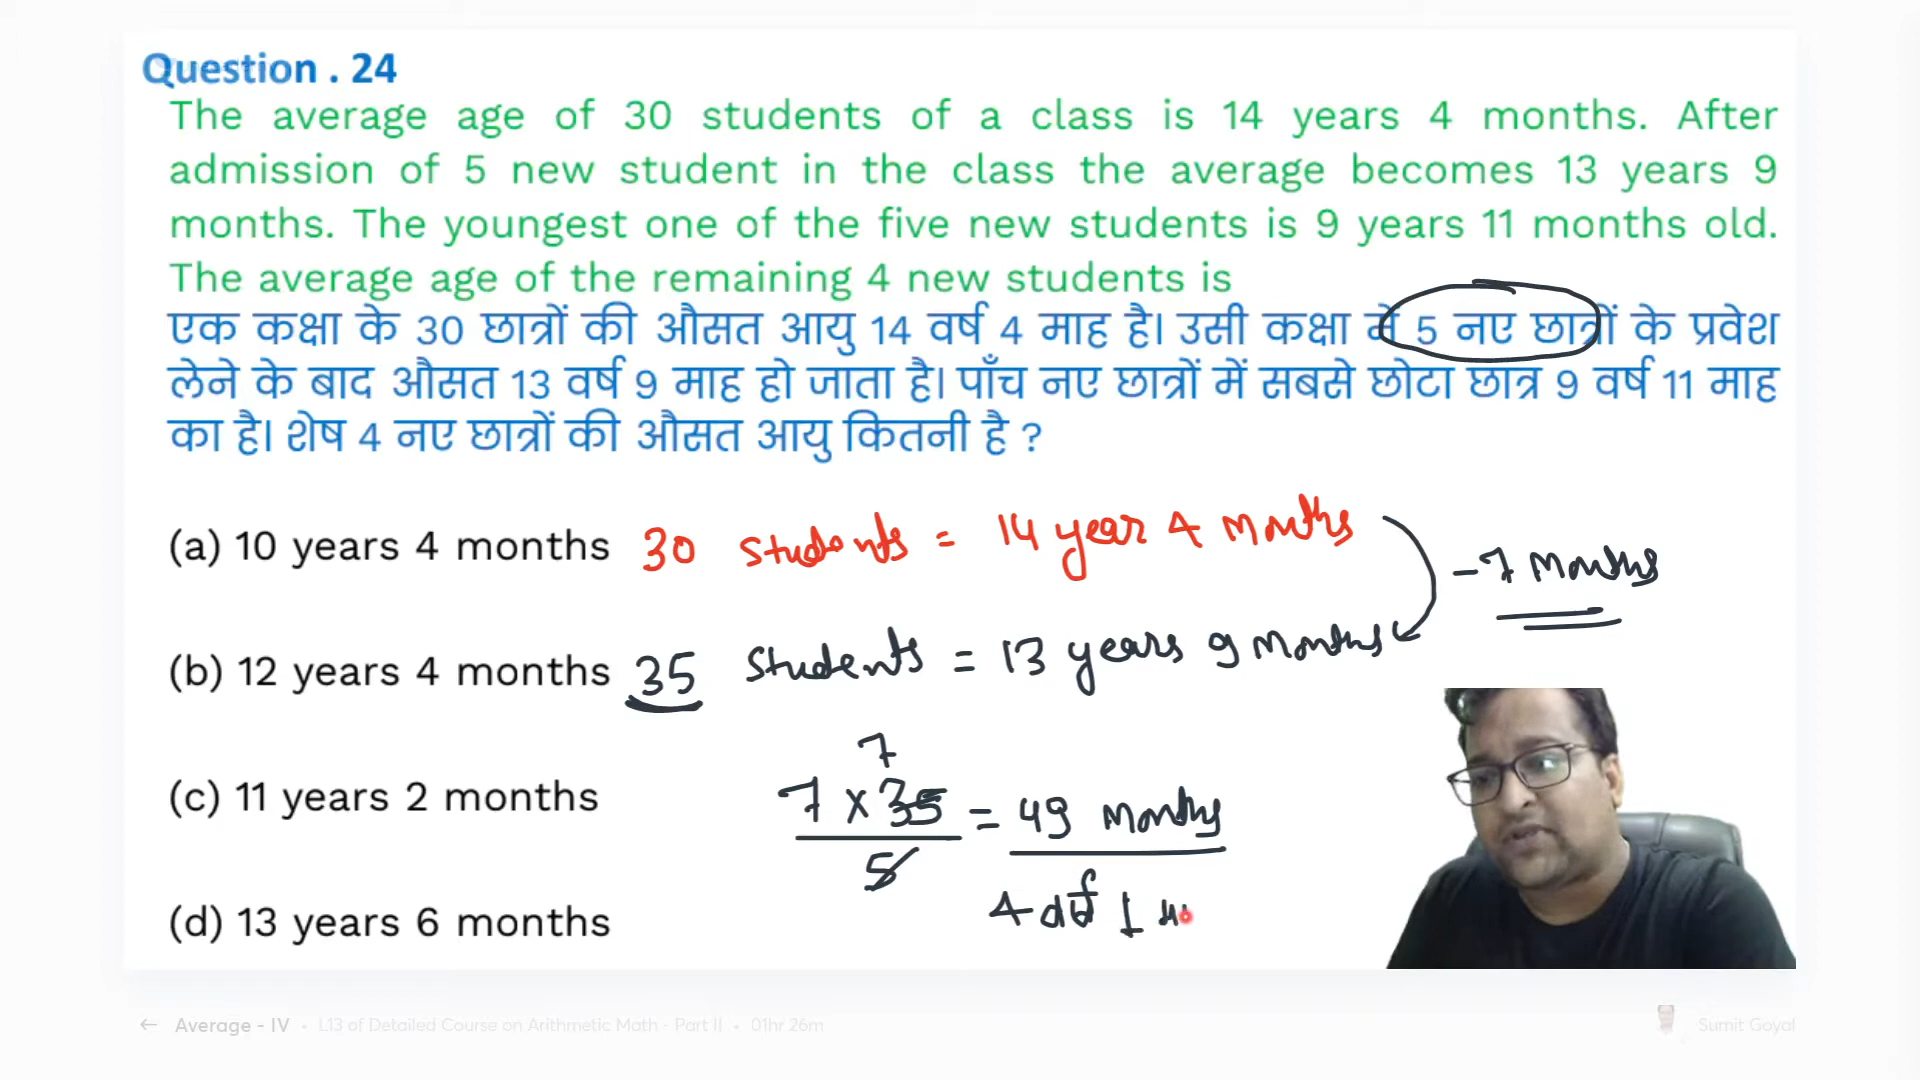 Question . 24
The average age of 30 students of a class is 14 years 4 months. After
admission of 5 new student in the class the average becomes 13 years 9
months. The youngest one of the five new students is 9 years 11 months old.
The average age of the remaining 4 new students is
एक कक्षा के 30 छात्रों की औसत आयु 14 वर्ष 4 माह है। उसी कक्षा में 5 नए छात्रों के प्रवेश
लेने के बाद औसत 13 वर्ष 9 माह हो जाता है। पाँच नए छात्रों में सबसे छोटा छात्र 9 वर्ष 11 माह
का है। शेष 4 नए छात्रों की औसत आयु कितनी है ?
(a) 10 years 4 months
30 students = 14 year 4 months
-7 months
(b) 12 years 4 months
35 students = 13 years 9 months
7
(c) 11 years 2 months
7 x 35 = 49 months
5
(d) 13 years 6 months
4 वर्ष 1
← Average - IV • L13 of Detailed Course on Arithmetic Math - Part II • 01hr 26m
Sumit Goyal